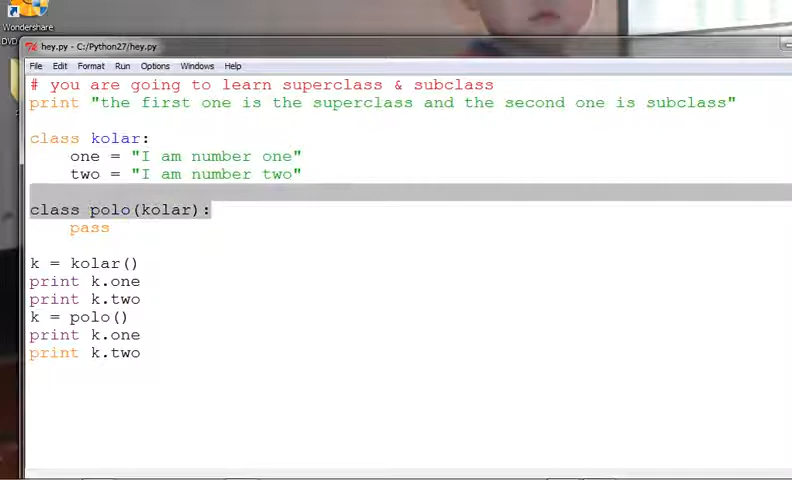 Wondershare
DVD
hey.py - C:/Python27/hey.py
File Edit Format Run Options Windows Help
# you are going to learn superclass & subclass
print "the first one is the superclass and the second one is subclass"
class kolar:
    one = "I am number one"
    two = "I am number two"
class polo(kolar):
    pass
k = kolar()
print k.one
print k.two
k = polo()
print k.one
print k.two